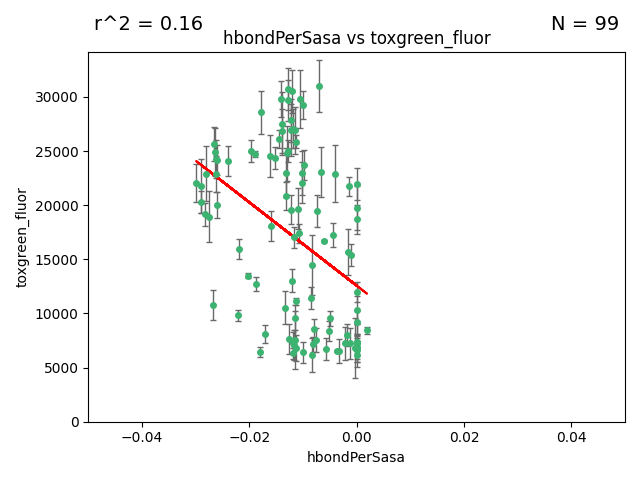 r^2 = 0.16
N = 99
hbondPerSasa vs toxgreen_fluor
30000
25000
20000
15000
10000
5000
0
toxgreen_fluor
−0.04
−0.02
0.00
0.02
0.04
hbondPerSasa